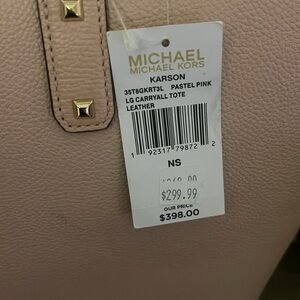 MICHAEL
MICHAEL KORS
KARSON
35T8GKRT3L PASTEL PINK
LG CARRYALL TOTE
LEATHER
1 92317 79872 2
NS
$299.99
OUR PRICE
$398.00